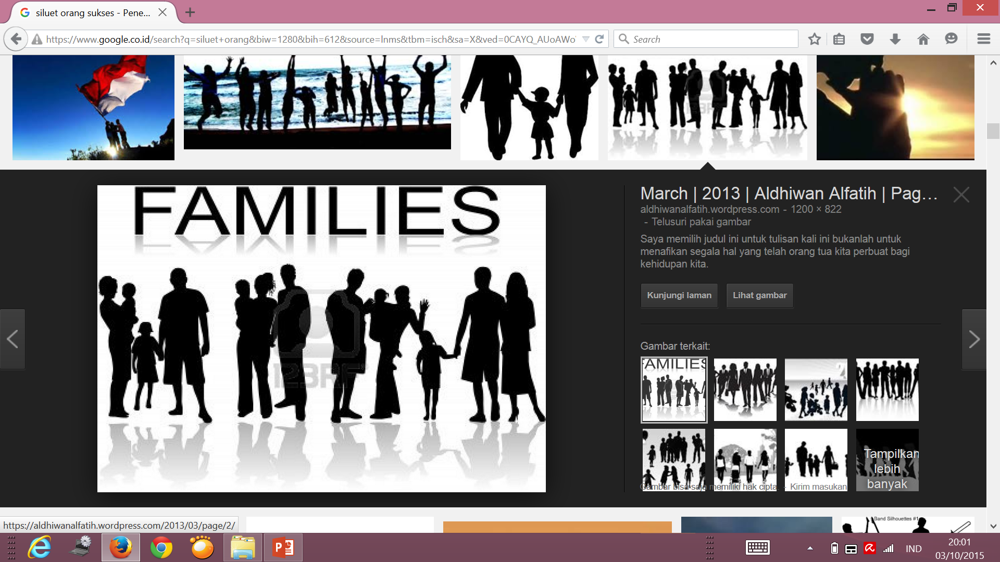 siluet orang sukses - Pene...
https://www.google.co.id/search?q=siluet+orang&biw=1280&bih=612&source=lnms&tbm=isch&sa=X&ved=0CAYQ_AUoAWo
Search
123RF
FAMILIES
123RF
March | 2013 | Aldhiwan Alfatih | Pag...
aldhiwanalfatih.wordpress.com - 1200 × 822
- Telusuri pakai gambar
Saya memilih judul ini untuk tulisan kali ini bukanlah untuk
menafikan segala hal yang telah orang tua kita perbuat bagi
kehidupan kita.
Kunjungi laman
Lihat gambar
Gambar terkait:
FAMILIES
Tampilkan
lebih
banyak
Gambar bisa saja memiliki hak cipta. - Kirim masukan
https://aldhiwanalfatih.wordpress.com/2013/03/page/2/
Band Silhouettes #1
IND
20:01
03/10/2015